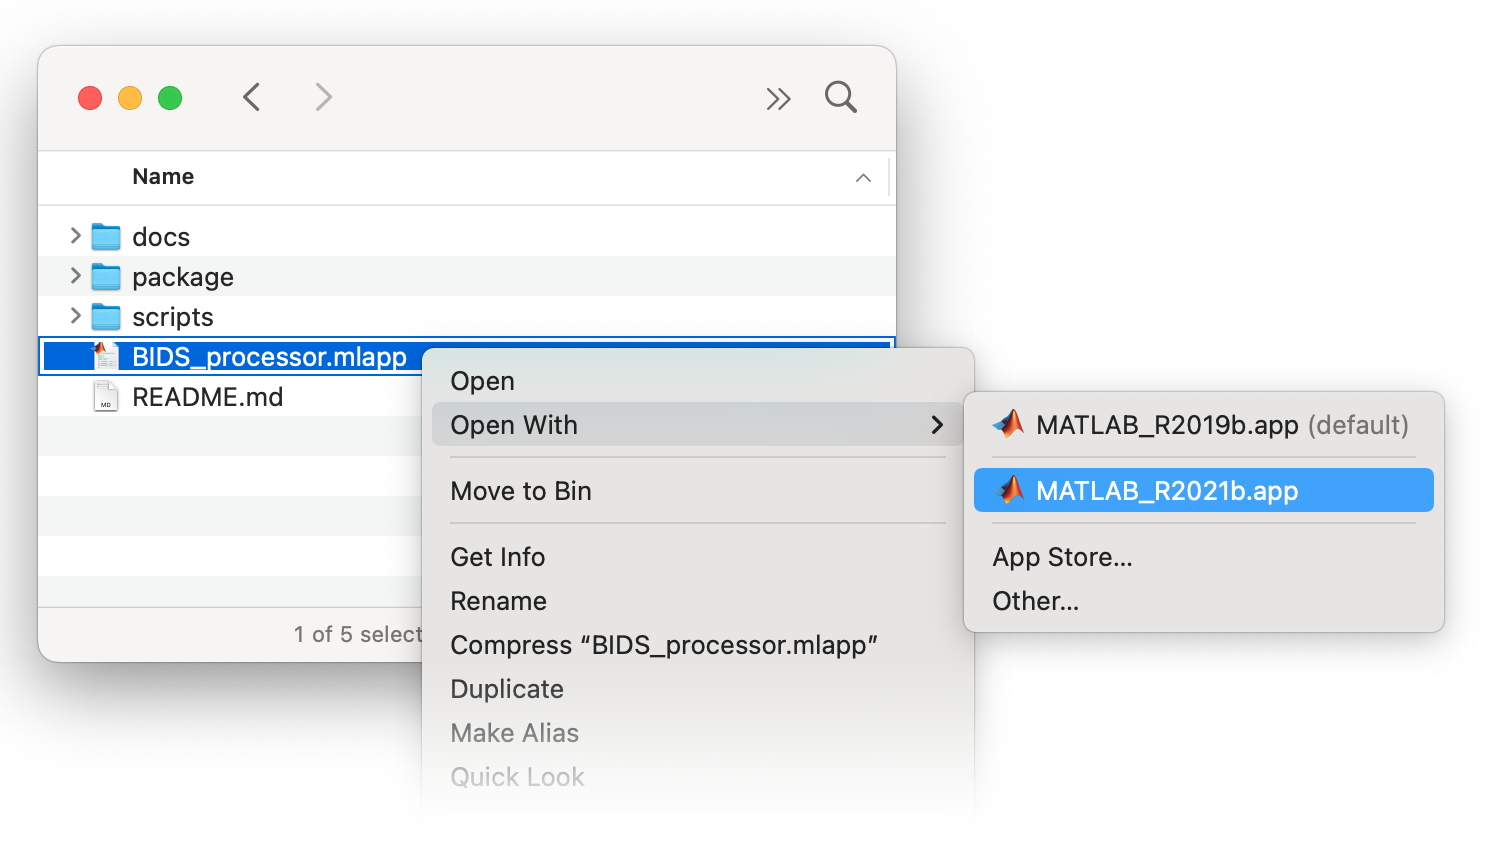 Name
docs
package
scripts
BIDS_processor.mlapp
README.md
MD
1 of 5 select
Open
Open With
Move to Bin
Get Info
Rename
Compress “BIDS_processor.mlapp”
Duplicate
Make Alias
Quick Look
MATLAB_R2019b.app (default)
MATLAB_R2021b.app
App Store...
Other...